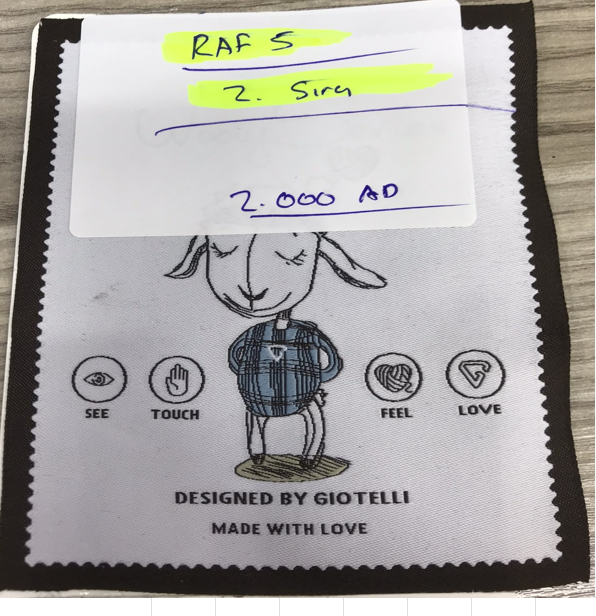 RAF 5
2. Sıra
2.000 AD
SEE
TOUCH
FEEL
LOVE
DESIGNED BY GIOTELLI
MADE WITH LOVE